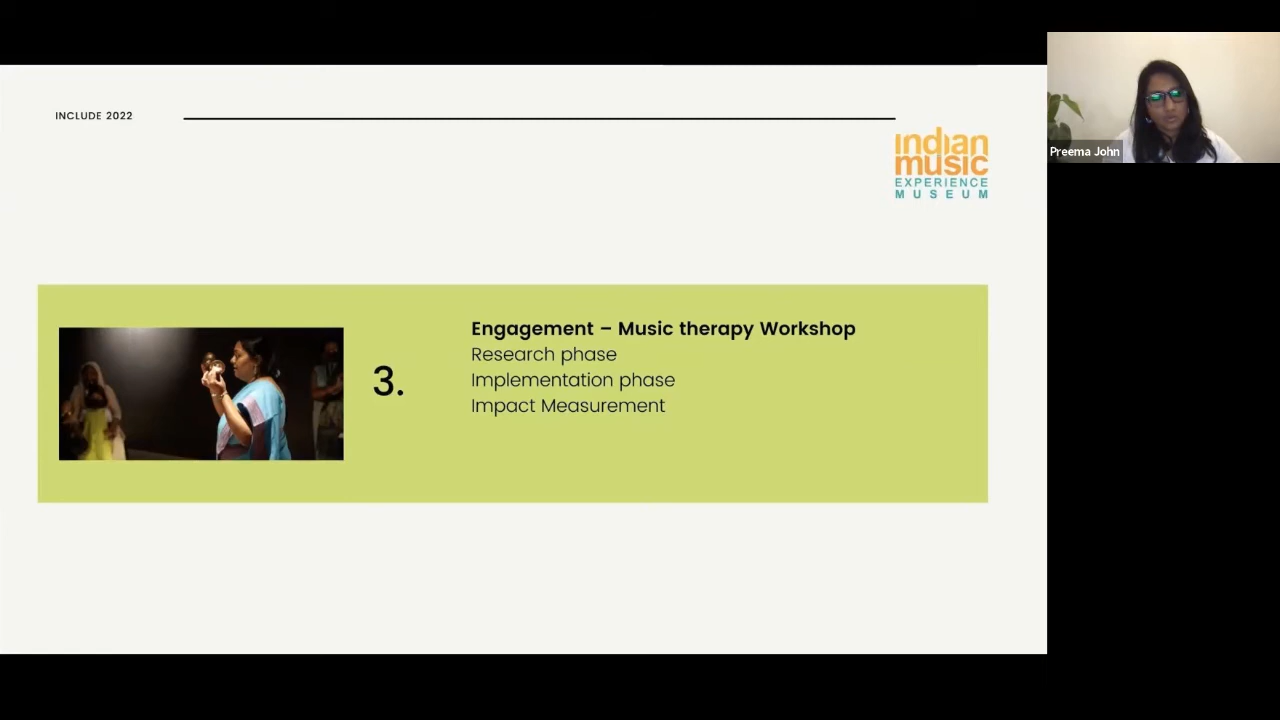 INCLUDE 2022
indian
music
EXPERIENCE
MUSEUM
Preema John
3.
Engagement – Music therapy Workshop
Research phase
Implementation phase
Impact Measurement